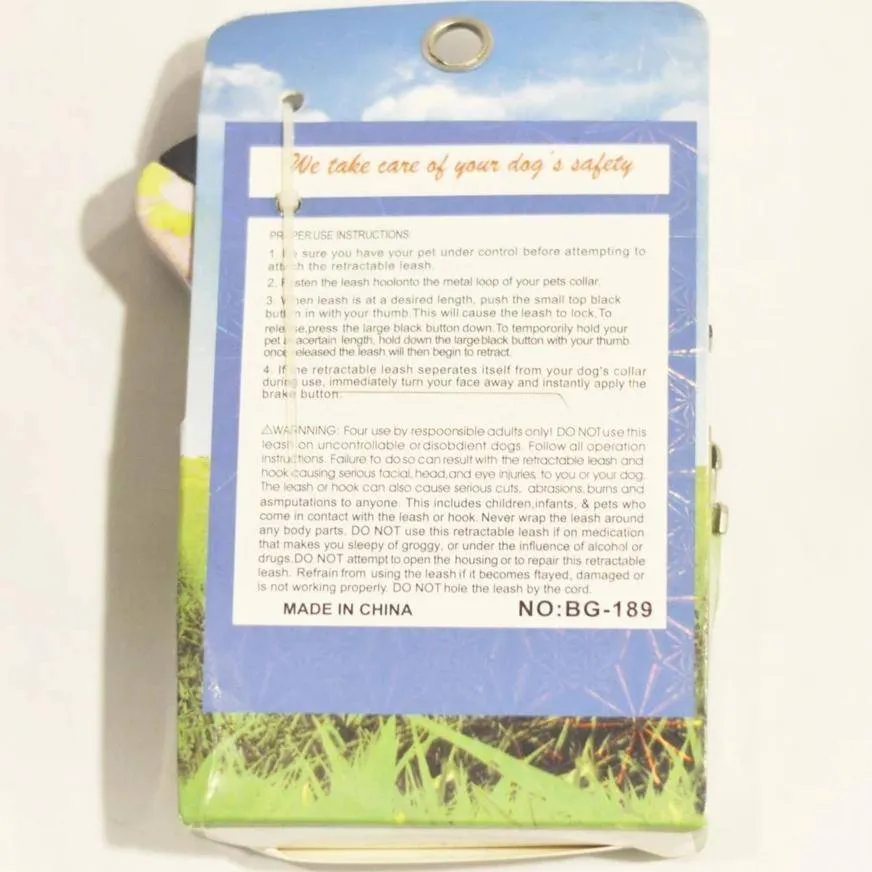 We take care of your dog's safety
PROPER USE INSTRUCTIONS:
1. Be sure you have your pet under control before attempting to
attach the retractable leash.
2. Fasten the leash hoolonto the metal loop of your pets collar.
3. When leash is at a desired length, push the small top black
button in with your thumb. This will cause the leash to lock. To
release, press the large black button down. To tempororily hold your
pet acertain length, hold down the large black button with your thumb.
once released the leash will then begin to retract.
4. If the retractable leash seperates itself from your dog's collar
during use, immediately turn your face away and instantly apply the
brake button.
⚠WARNNING: Four use by respoonsible adults only! DO NOT use this
leash on uncontrollable or disobdient dogs. Follow all operation
instructions. Failure to do so can result with the retractable leash and
hook causing serious facial, head, and eye injuries, to you or your dog.
The leash or hook can also cause serious cuts, abrasions, burns and
asmputations to anyone. This includes children, infants, & pets who
come in contact with the leash or hook. Never wrap the leash around
any body parts. DO NOT use this retractable leash if on medication
that makes you sleepy of groggy, or under the influence of alcohol or
drugs. DO NOT attempt to open the housing or to repair this retractable
leash. Refrain from using the leash if it becomes ftayed, damaged or
is not working properly. DO NOT hole the leash by the cord.
MADE IN CHINA NO:BG-189